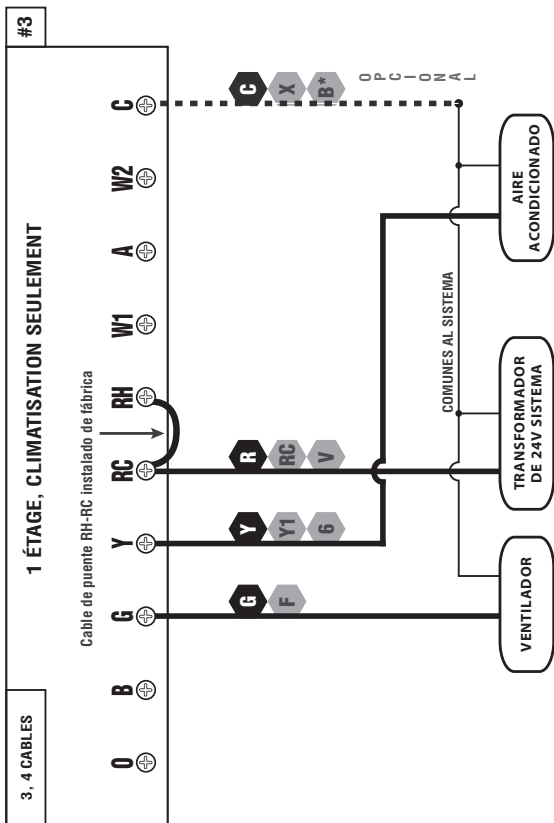 3, 4 CABLES
1 ÉTAGE, CLIMATISATION SEULEMENT
#3
O B G Y RC RH W1 A W2 C
Cable de puente RH-RC instalado de fábrica
G
F
Y
Y1
6
R
RC
V
C
X
B*
OPCIONAL
COMUNES AL SISTEMA
VENTILADOR
TRANSFORMADOR
DE 24V SISTEMA
AIRE
ACONDICIONADO